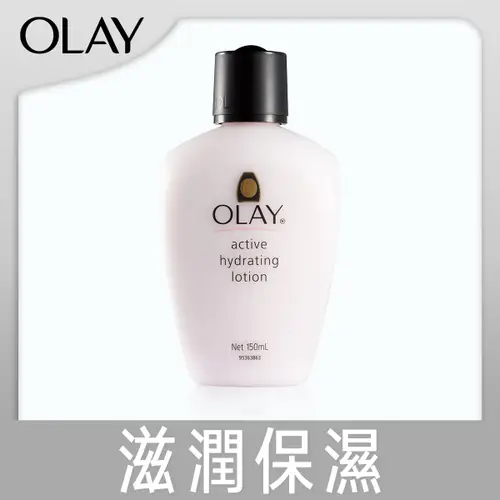 OLAY
OLAY®
active
hydrating
lotion
Net 150mL
滋潤保濕